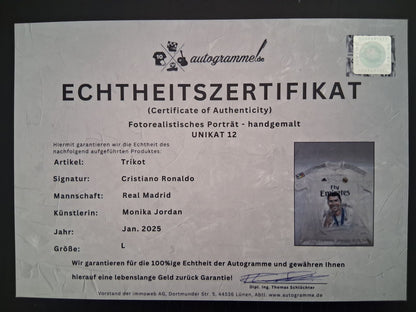 autogramme.de
ECHTHEITSZERTIFIKAT
(Certificate of Authenticity)
Fotorealistisches Porträt - handgemalt
UNIKAT 12
Hiermit garantieren wir die Echtheit des
nachfolgend aufgeführten Produktes:
Artikel: Trikot
Signatur: Cristiano Ronaldo
Mannschaft: Real Madrid
Künstlerin: Monika Jordan
Jahr: Jan. 2025
Größe: L
Fly
Emirates
Wir garantieren für die 100%ige Echtheit der Autogramme und gewähren Ihnen
hierauf eine lebenslange Geld zurück Garantie!
Dipl. Ing. Thomas Schlüchter
Vorstand der immoweb AG, Dortmunder Str. 5, 44536 Lünen, ABtl. www.autogramme.de